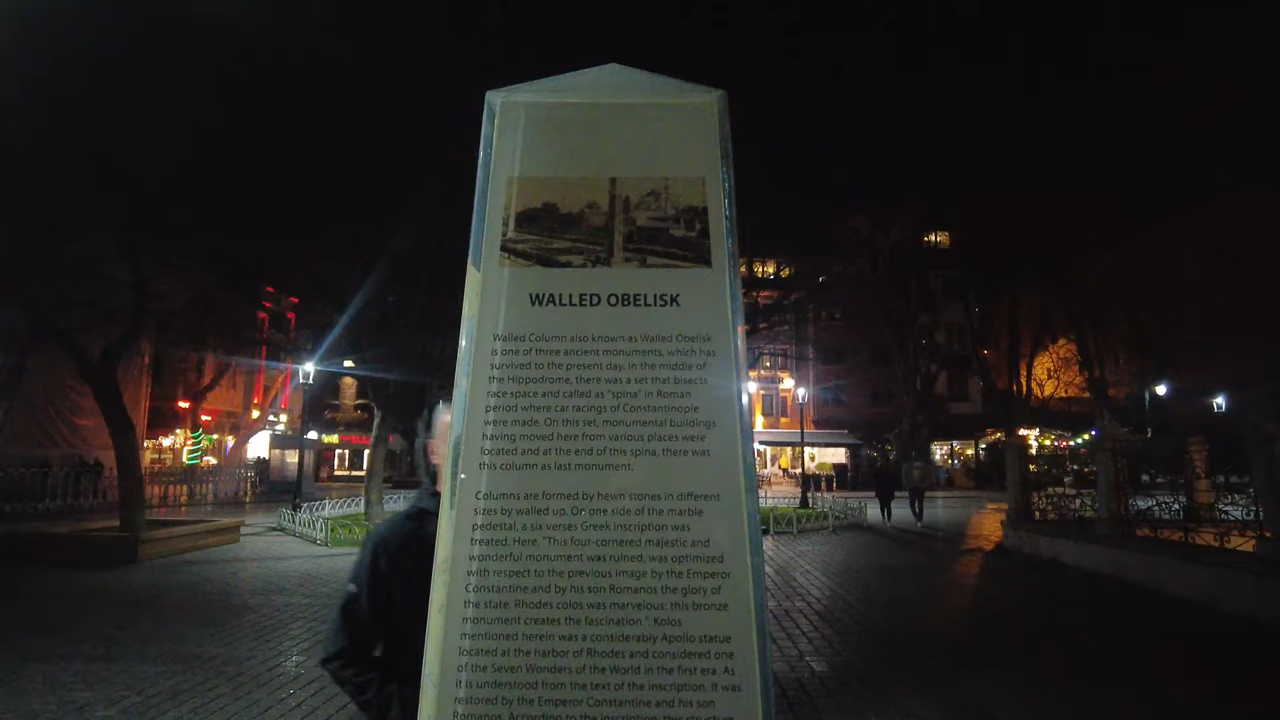 WALLED OBELISK
Walled Column also known as Walled Obelisk
is one of three ancient monuments, which has
survived to the present day. In the middle of
the Hippodrome, there was a set that bisects
race space and called as "spina" in Roman
period where car racings of Constantinople
were made. On this set, monumental buildings
having moved here from various places were
located and at the end of this spina, there was
this column as last monument.
Columns are formed by hewn stones in different
sizes by walled up. On one side of the marble
pedestal, a six verses Greek inscription was
treated. Here, "This four-cornered majestic and
wonderful monument was ruined, was optimized
with respect to the previous image by the Emperor
Constantine and by his son Romanos the glory of
the state. Rhodes colos was marvelous; this bronze
monument creates the fascination.". Kolos
mentioned herein was a considerably Apollo statue
located at the harbor of Rhodes and considered one
of the Seven Wonders of the World in the first era. As
it is understood from the text of the inscription, it was
restored by the Emperor Constantine and his son
Romanos. According to the inscription; this structure